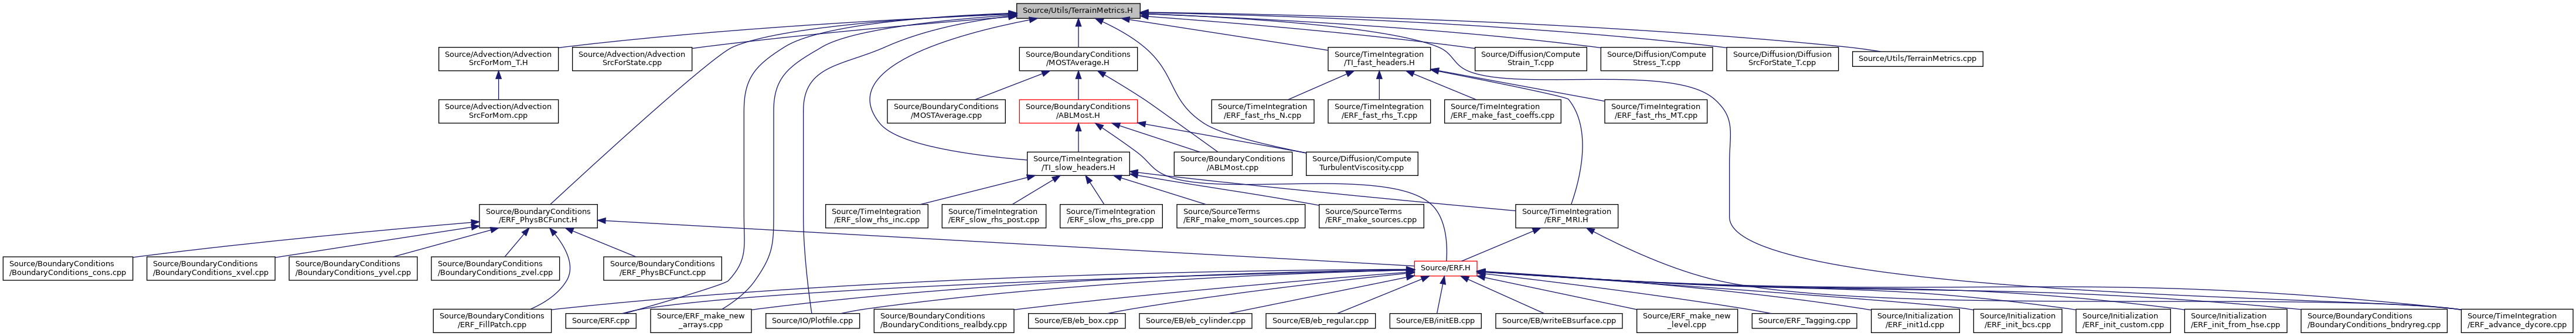 Source/Utils/TerrainMetrics.H
Source/Advection/Advection
SrcForMom_T.H
Source/Advection/Advection
SrcForState.cpp
Source/BoundaryConditions
/MOSTAverage.H
Source/TimeIntegration
/TI_fast_headers.H
Source/Diffusion/Compute
Strain_T.cpp
Source/Diffusion/Compute
Stress_T.cpp
Source/Diffusion/Diffusion
SrcForState_T.cpp
Source/Utils/TerrainMetrics.cpp
Source/Advection/Advection
SrcForMom.cpp
Source/BoundaryConditions
/MOSTAverage.cpp
Source/BoundaryConditions
/ABLMost.H
Source/TimeIntegration
/ERF_fast_rhs_N.cpp
Source/TimeIntegration
/ERF_fast_rhs_T.cpp
Source/TimeIntegration
/ERF_make_fast_coeffs.cpp
Source/TimeIntegration
/ERF_fast_rhs_MT.cpp
Source/TimeIntegration
/TI_slow_headers.H
Source/BoundaryConditions
/ABLMost.cpp
Source/Diffusion/Compute
TurbulentViscosity.cpp
Source/BoundaryConditions
/ERF_PhysBCFunct.H
Source/TimeIntegration
/ERF_slow_rhs_inc.cpp
Source/TimeIntegration
/ERF_slow_rhs_post.cpp
Source/TimeIntegration
/ERF_slow_rhs_pre.cpp
Source/SourceTerms
/ERF_make_mom_sources.cpp
Source/SourceTerms
/ERF_make_sources.cpp
Source/TimeIntegration
/ERF_MRI.H
Source/BoundaryConditions
/BoundaryConditions_cons.cpp
Source/BoundaryConditions
/BoundaryConditions_xvel.cpp
Source/BoundaryConditions
/BoundaryConditions_yvel.cpp
Source/BoundaryConditions
/BoundaryConditions_zvel.cpp
Source/BoundaryConditions
/ERF_PhysBCFunct.cpp
Source/ERF.H
Source/BoundaryConditions
/ERF_FillPatch.cpp
Source/ERF.cpp
Source/ERF_make_new
_arrays.cpp
Source/IO/Plotfile.cpp
Source/BoundaryConditions
/BoundaryConditions_realbdy.cpp
Source/EB/eb_box.cpp
Source/EB/eb_cylinder.cpp
Source/EB/eb_regular.cpp
Source/EB/initEB.cpp
Source/EB/writeEBsurface.cpp
Source/ERF_make_new
_level.cpp
Source/ERF_Tagging.cpp
Source/Initialization
/ERF_init1d.cpp
Source/Initialization
/ERF_init_bcs.cpp
Source/Initialization
/ERF_init_custom.cpp
Source/Initialization
/ERF_init_from_hse.cpp
Source/BoundaryConditions
/BoundaryConditions_bndryreg.cpp
Source/TimeIntegration
/ERF_advance_dycore.cpp